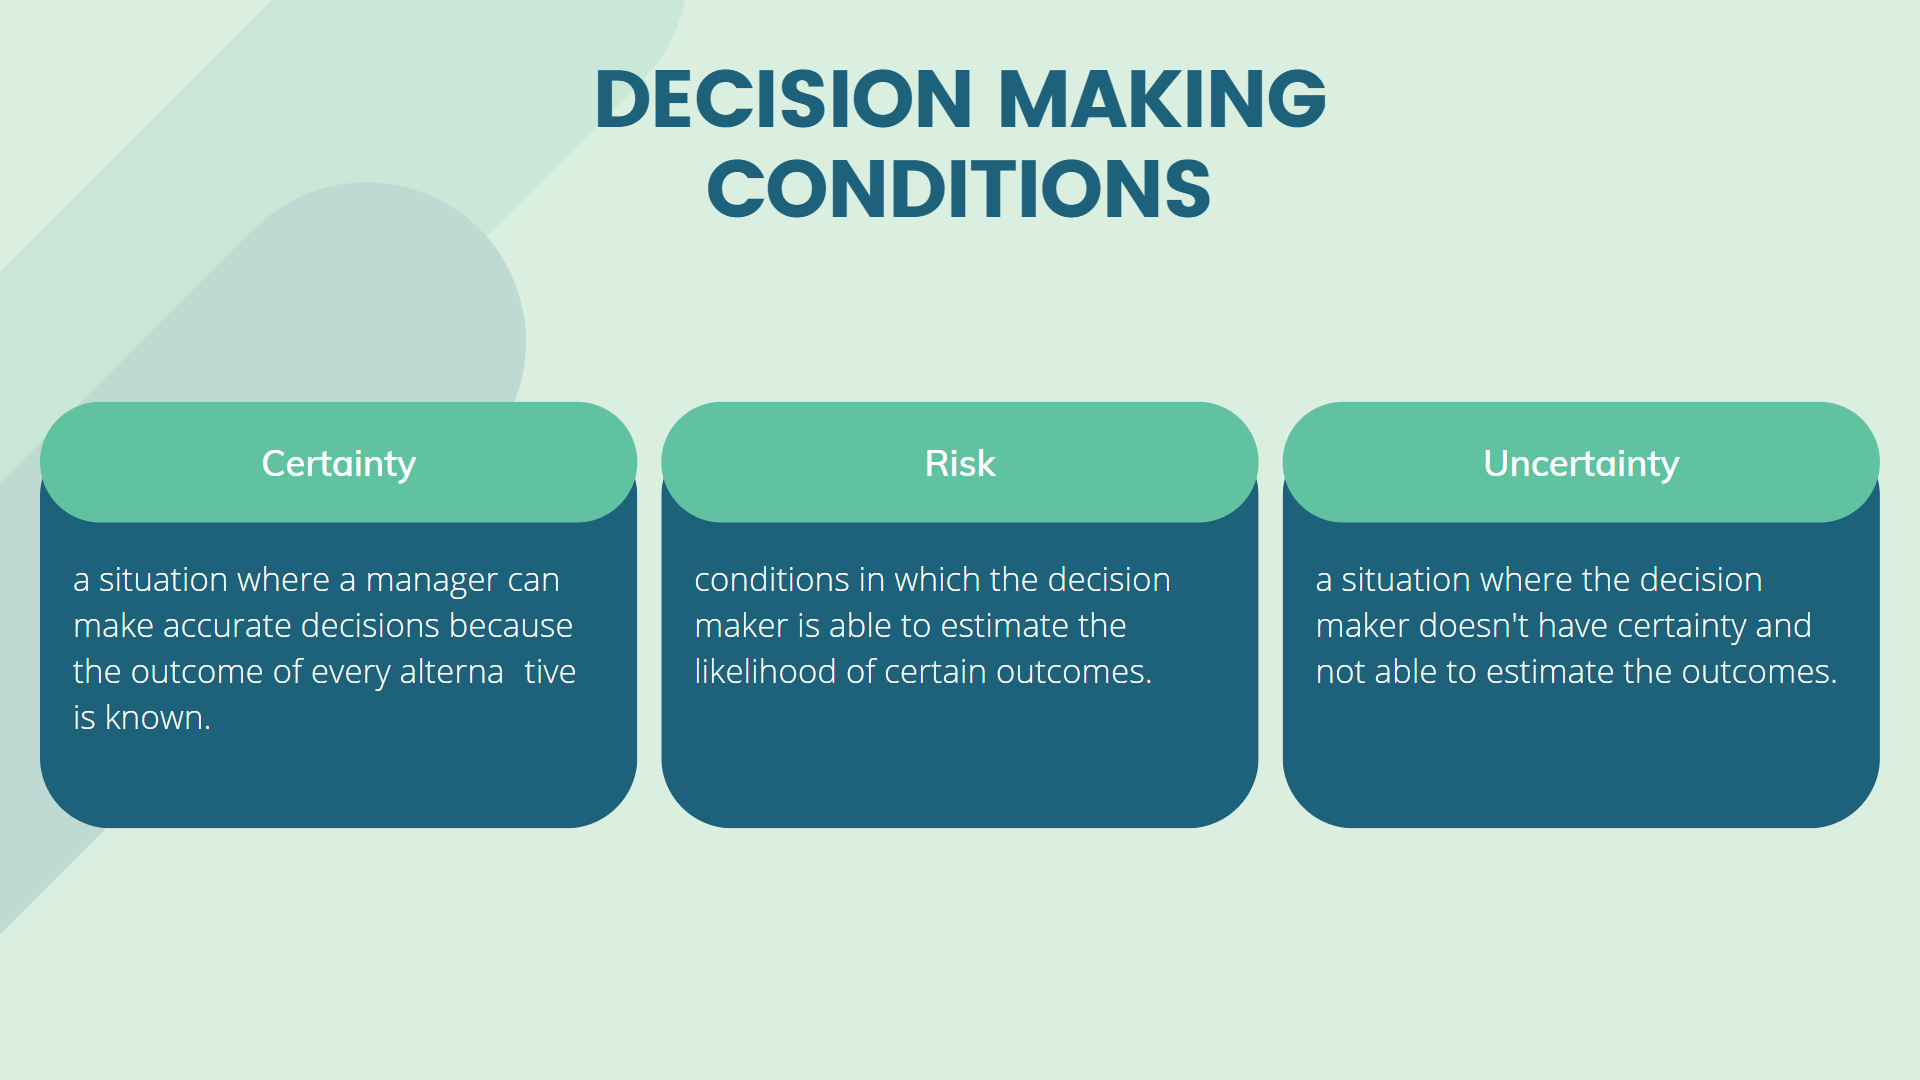 DECISION MAKING
CONDITIONS
Certainty
a situation where a manager can
make accurate decisions because
the outcome of every alterna  tive
is known.
Risk
conditions in which the decision
maker is able to estimate the
likelihood of certain outcomes.
Uncertainty
a situation where the decision
maker doesn't have certainty and
not able to estimate the outcomes.